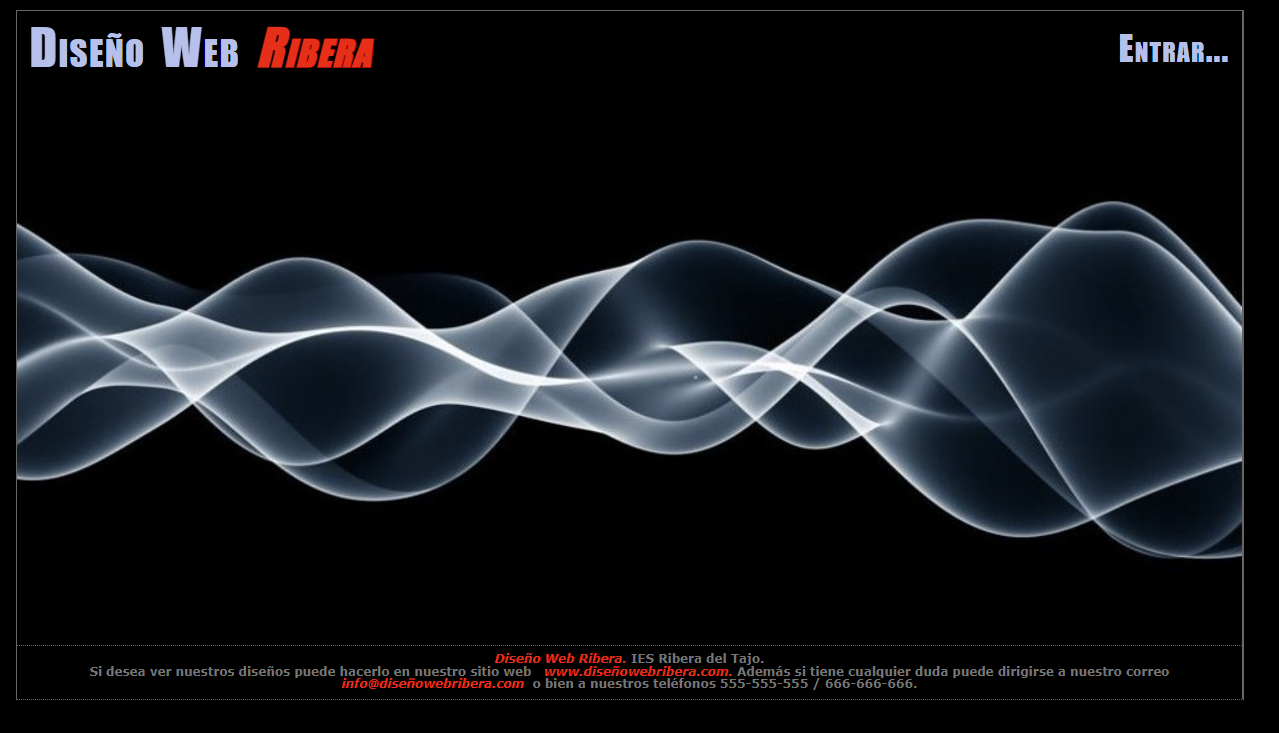 Diseño Web Ribera
Entrar...
Diseño Web Ribera. IES Ribera del Tajo.
Si desea ver nuestros diseños puede hacerlo en nuestro sitio web www.diseñowebribera.com. Además si tiene cualquier duda puede dirigirse a nuestro correo
info@diseñowebribera.com o bien a nuestros teléfonos 555-555-555 / 666-666-666.